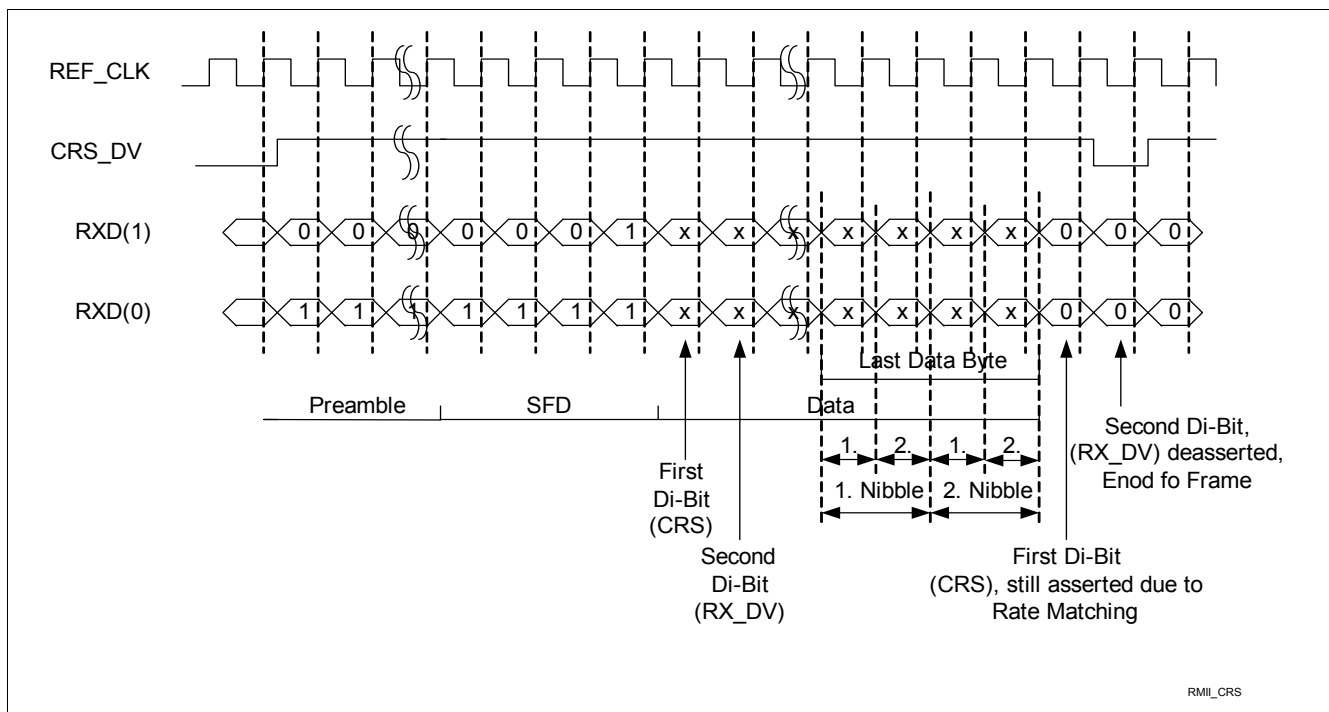 REF_CLK
CRS_DV
RXD(1)
0 0 0 0 0 0 1 x x x x x x x 0 0 0
RXD(0)
1 1 1 1 1 1 1 x x x x x x x 0 0 0
Last Data Byte
Preamble SFD Data
1. 2. 1. 2.
1. Nibble 2. Nibble
First
Di-Bit
(CRS)
Second
Di-Bit
(RX_DV)
First Di-Bit
(CRS), still asserted due to
Rate Matching
Second Di-Bit,
(RX_DV) deasserted,
Enod fo Frame
RMII_CRS